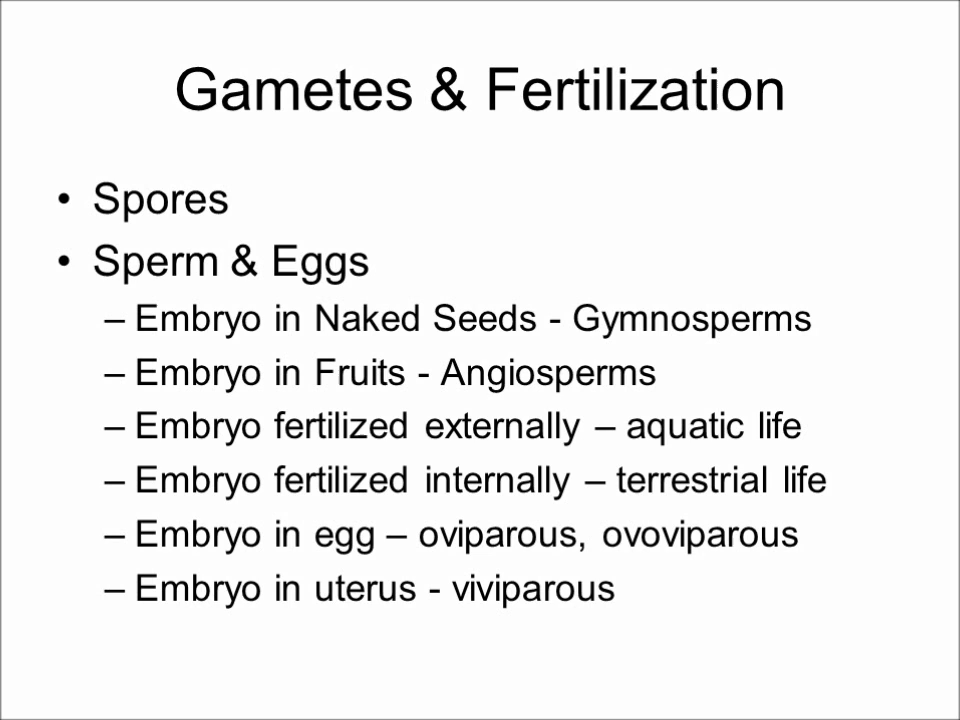 Gametes & Fertilization
• Spores
• Sperm & Eggs
– Embryo in Naked Seeds - Gymnosperms
– Embryo in Fruits - Angiosperms
– Embryo fertilized externally – aquatic life
– Embryo fertilized internally – terrestrial life
– Embryo in egg – oviparous, ovoviparous
– Embryo in uterus - viviparous